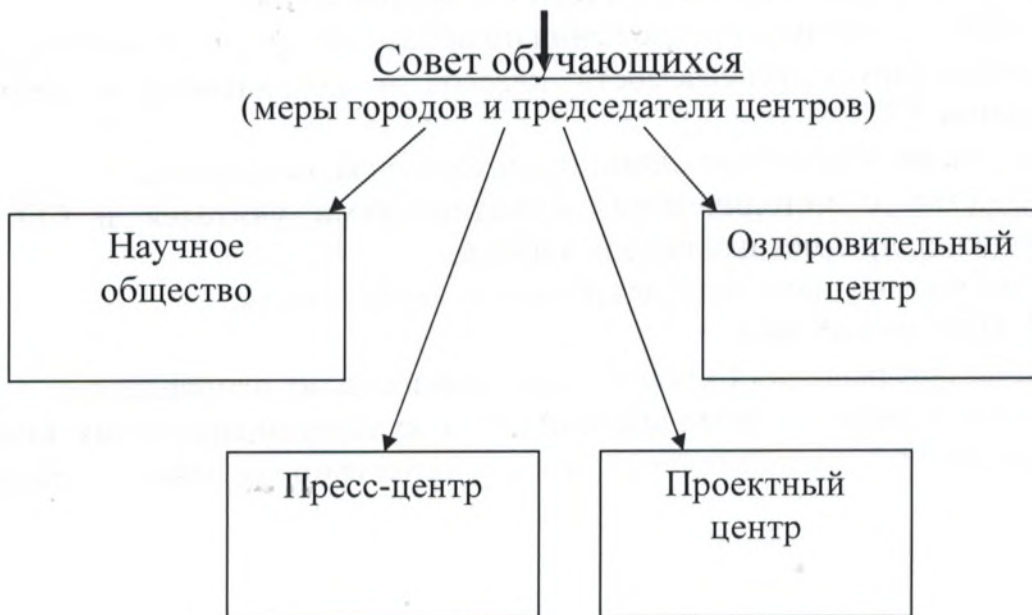 Совет обучающихся
(меры городов и председатели центров)
Научное
общество
Оздоровительный
центр
Пресс-центр
Проектный
центр